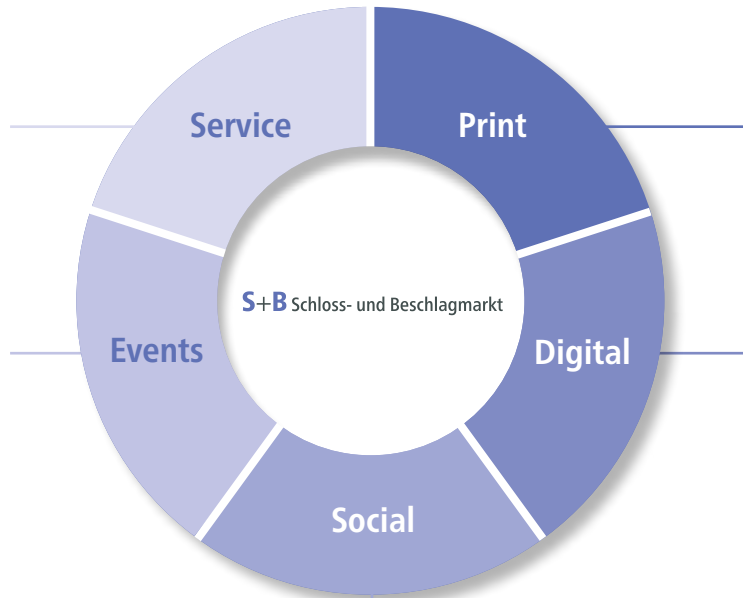 Service
Print
S+B Schloss- und Beschlagmarkt
Events
Digital
Social